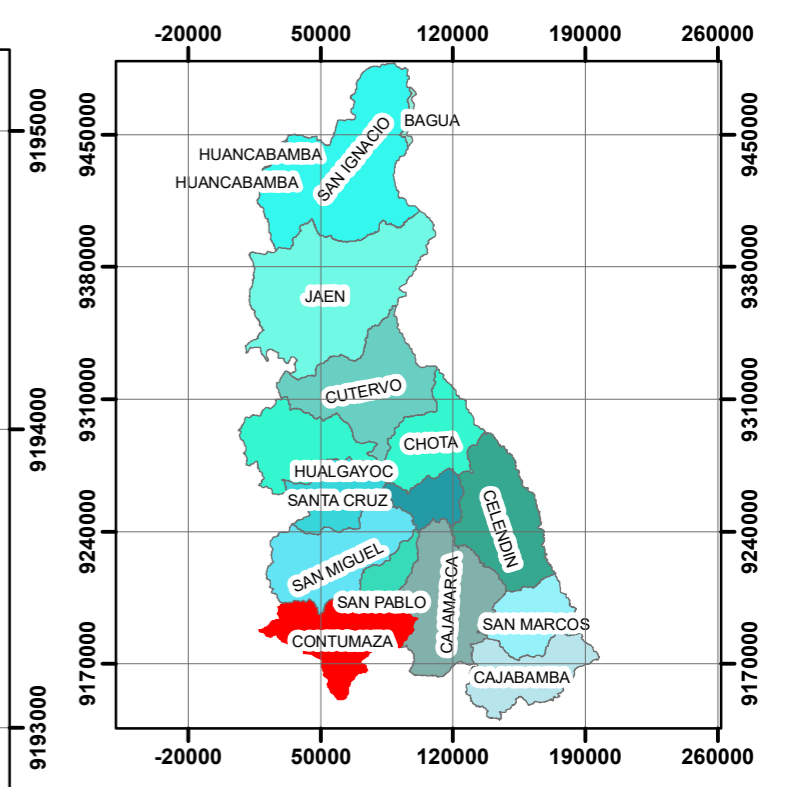 -20000 50000 120000 190000 260000
9195000
9194000
9193000
9450000
9380000
9310000
9240000
9170000
BAGUA
HUANCABAMBA
SAN IGNACIO
HUANCABAMBA
JAEN
CUTERVO
CHOTA
HUALGAYOC
SANTA CRUZ
CELENDIN
SAN MIGUEL
CAJAMARCA
SAN PABLO
SAN MARCOS
CONTUMAZA
CAJABAMBA
9450000
9380000
9310000
9240000
9170000
-20000 50000 120000 190000 260000